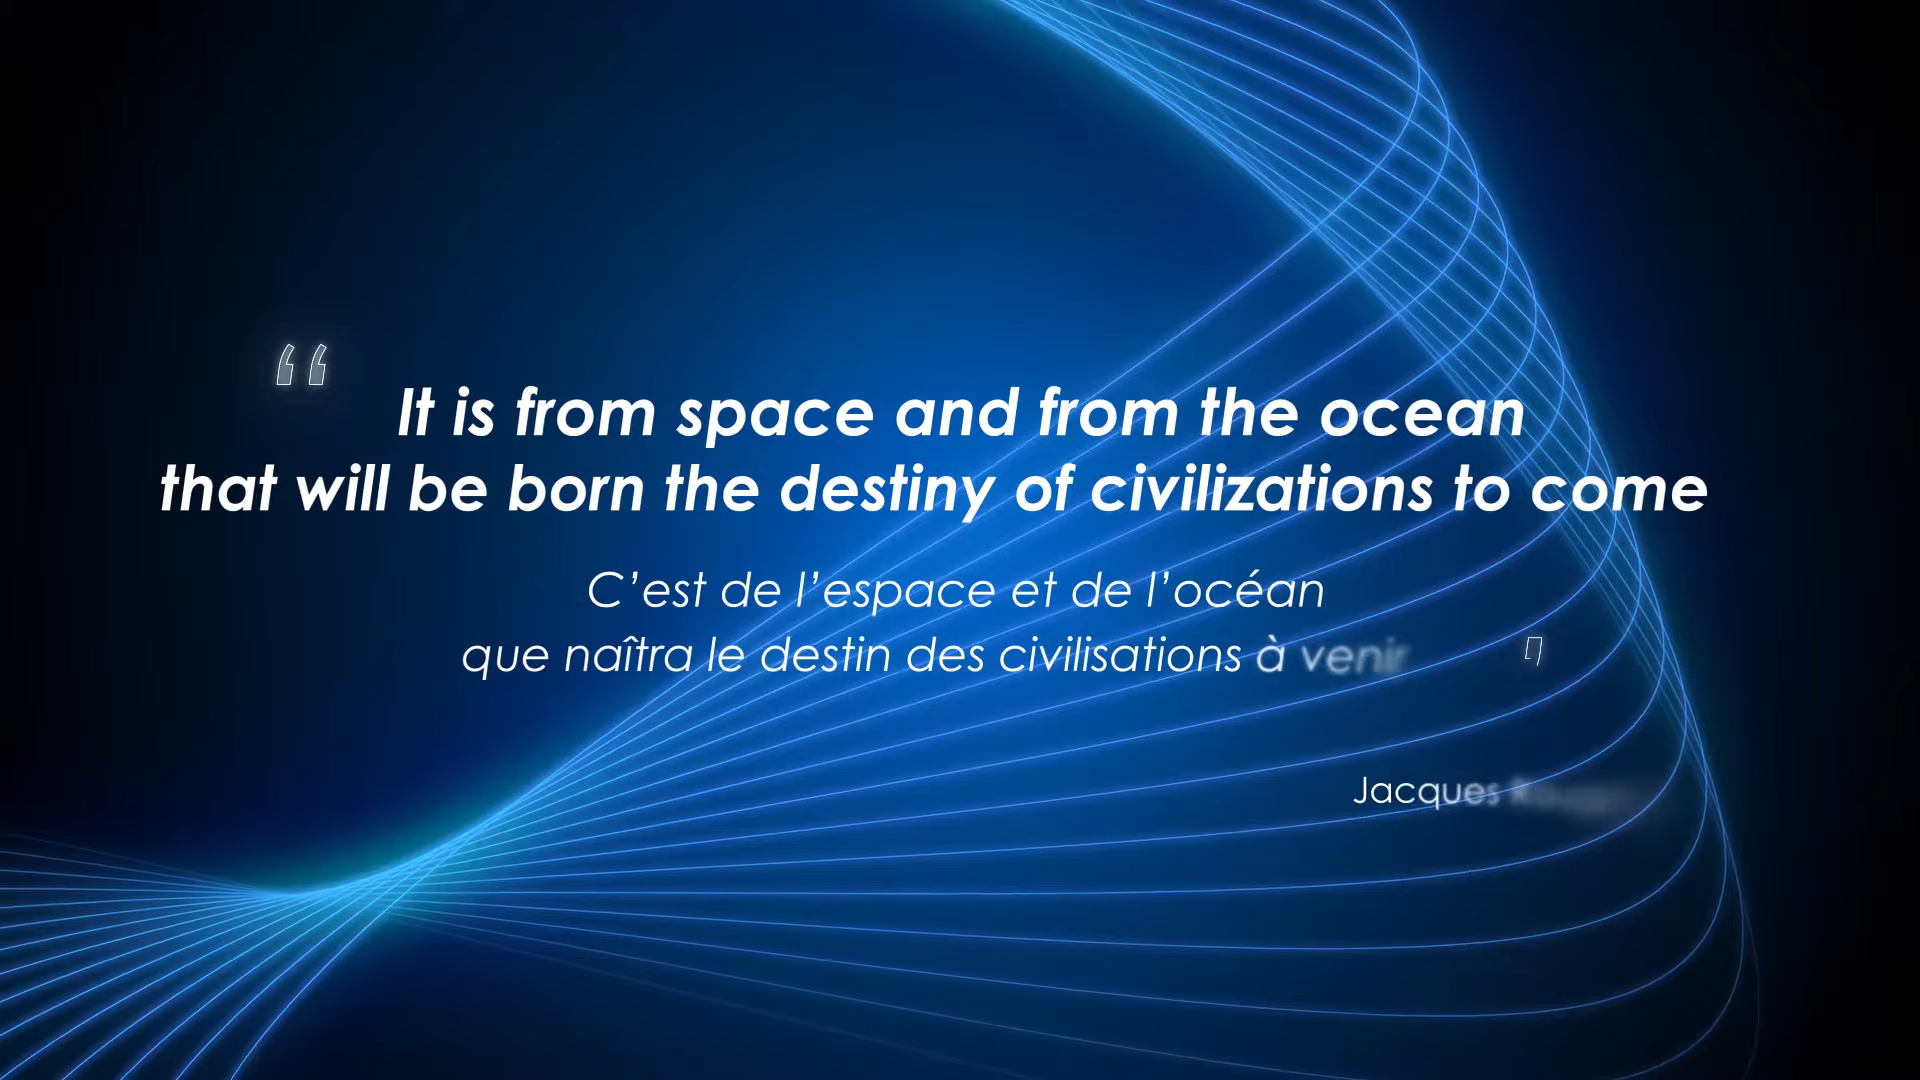 “ It is from space and from the ocean
that will be born the destiny of civilizations to come
C’est de l’espace et de l’océan
que naîtra le destin des civilisations à venir
Jacques